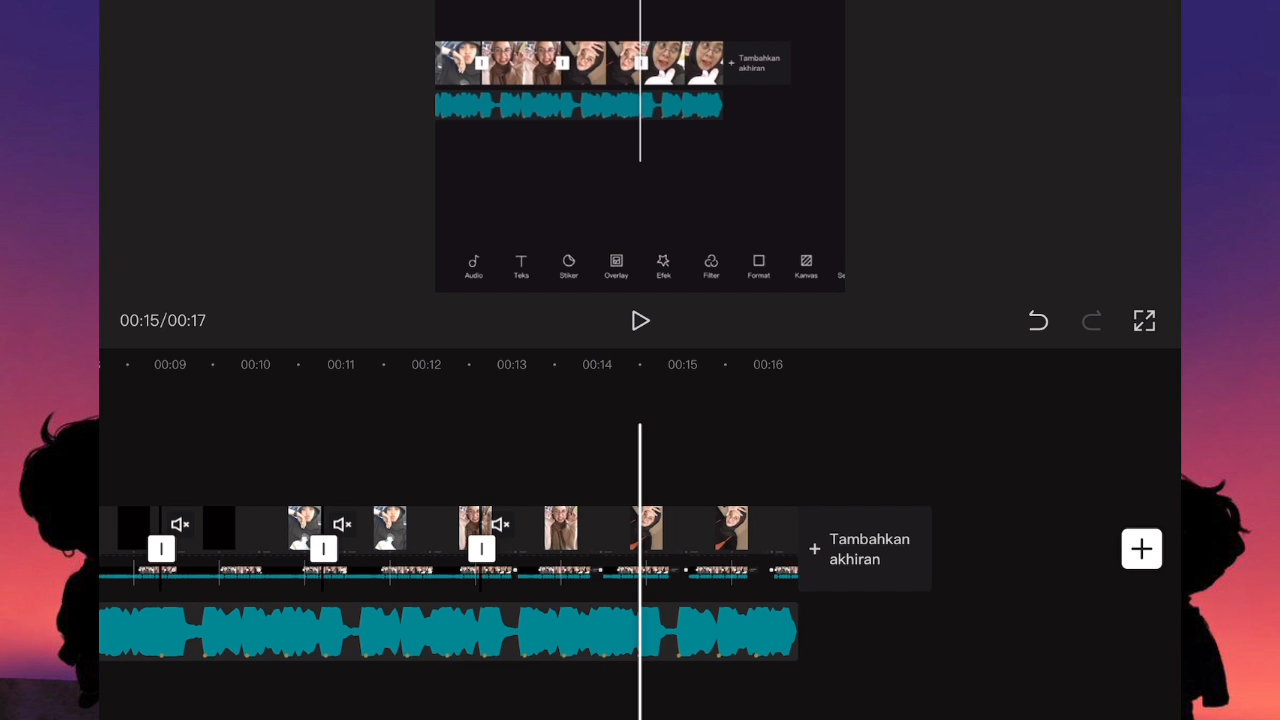 + Tambahkan
akhiran
Audio Teks Stiker Overlay Efek Filter Format Kanvas Se
00:15/00:17
00:09 00:10 00:11 00:12 00:13 00:14 00:15 00:16
+ Tambahkan
akhiran